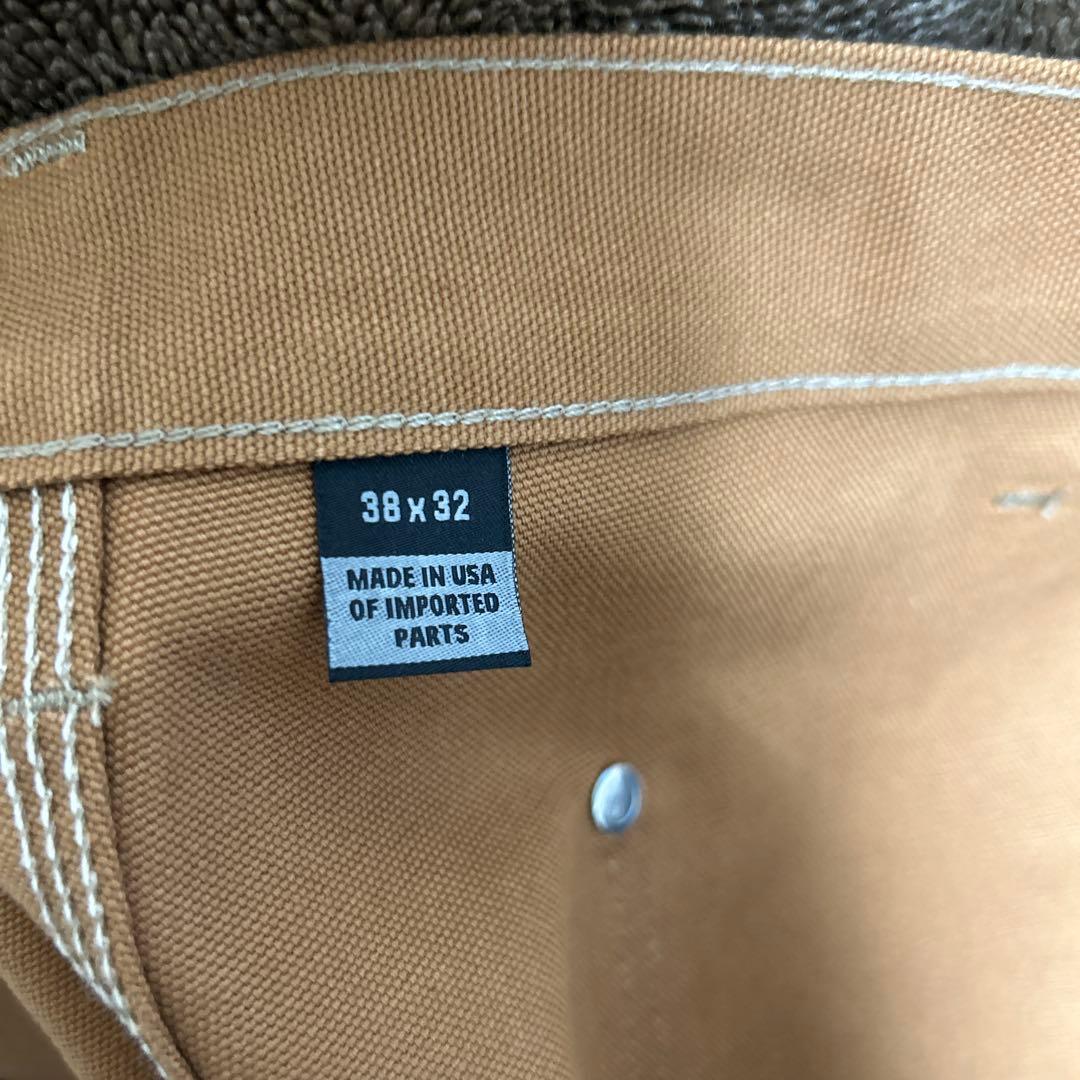 38 x 32
MADE IN USA
OF IMPORTED
PARTS